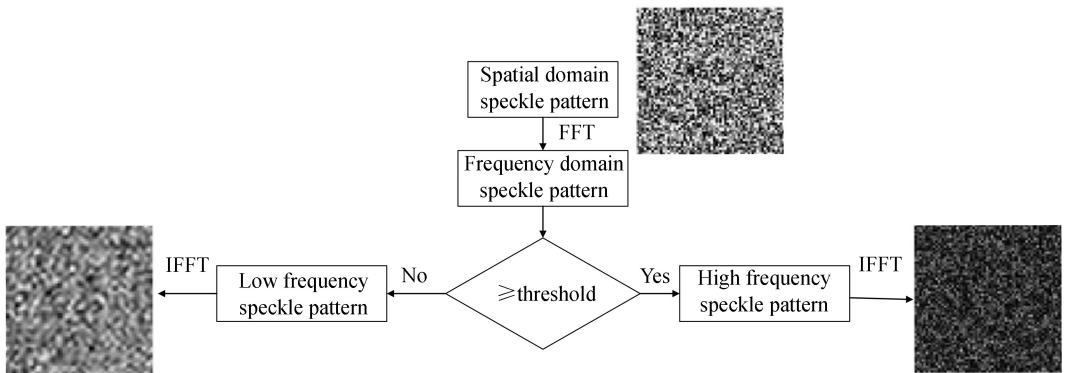 Spatial domain
speckle pattern
FFT
Frequency domain
speckle pattern
⩾threshold
No
Low frequency
speckle pattern
IFFT
Yes
High frequency
speckle pattern
IFFT